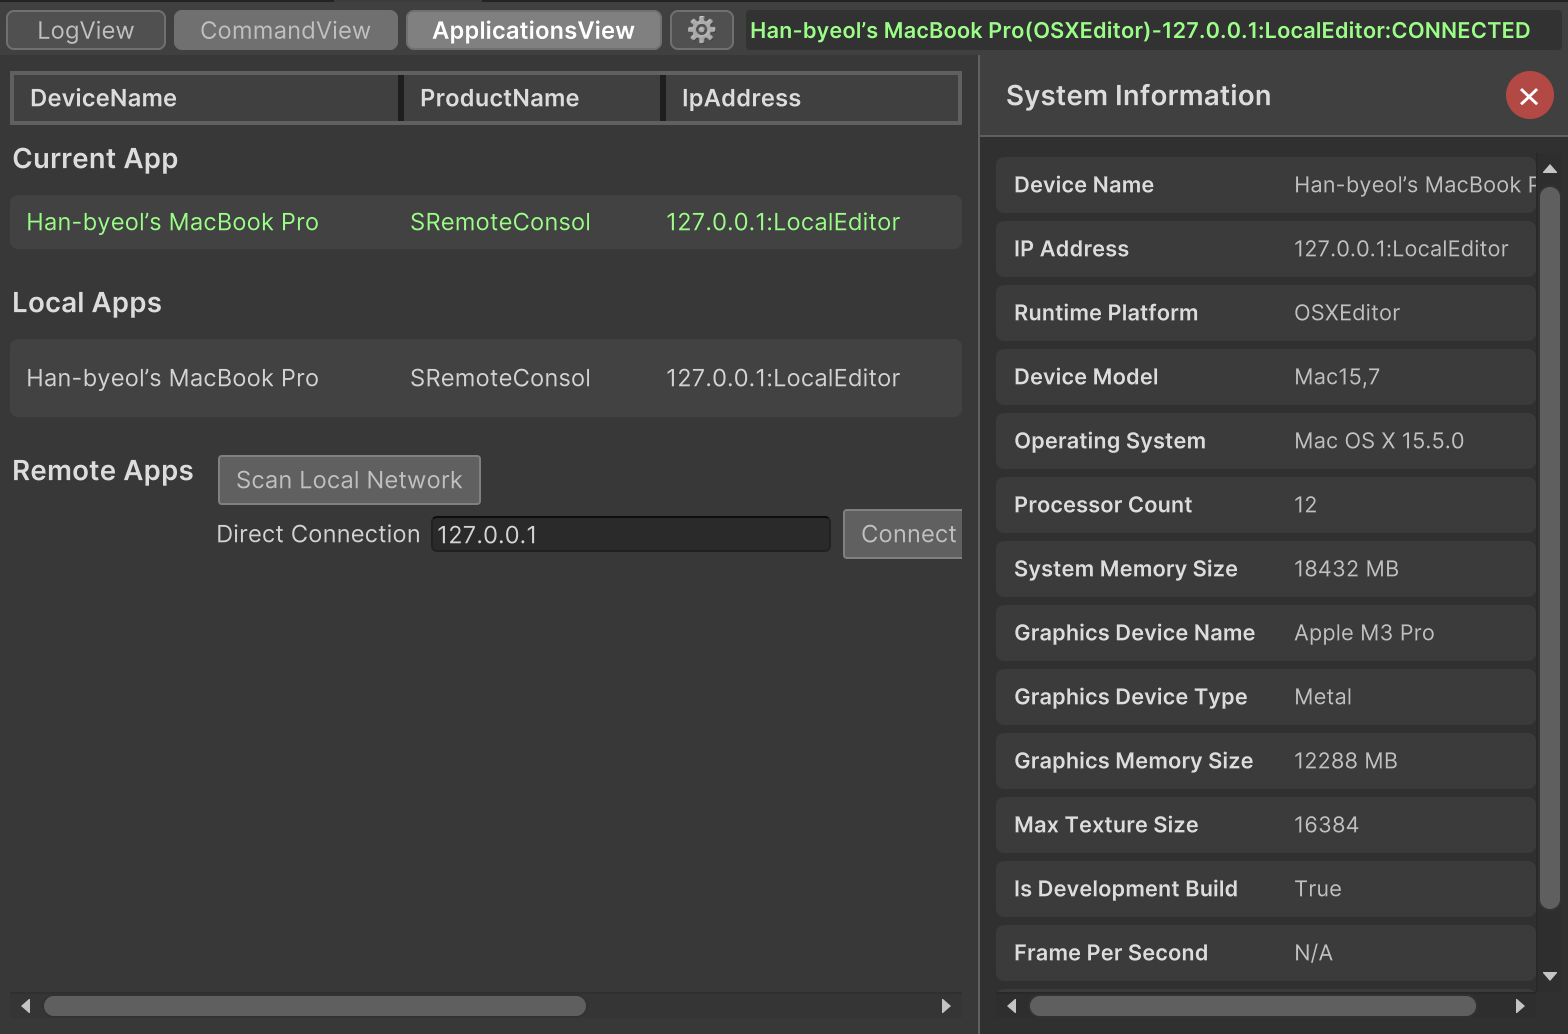 LogView CommandView ApplicationsView Han-byeol’s MacBook Pro(OSXEditor)-127.0.0.1:LocalEditor:CONNECTED
DeviceName ProductName IpAddress
Current App
Han-byeol’s MacBook Pro SRemoteConsol 127.0.0.1:LocalEditor
Local Apps
Han-byeol’s MacBook Pro SRemoteConsol 127.0.0.1:LocalEditor
Remote Apps Scan Local Network
Direct Connection 127.0.0.1 Connect
System Information
Device Name Han-byeol’s MacBook P
IP Address 127.0.0.1:LocalEditor
Runtime Platform OSXEditor
Device Model Mac15,7
Operating System Mac OS X 15.5.0
Processor Count 12
System Memory Size 18432 MB
Graphics Device Name Apple M3 Pro
Graphics Device Type Metal
Graphics Memory Size 12288 MB
Max Texture Size 16384
Is Development Build True
Frame Per Second N/A